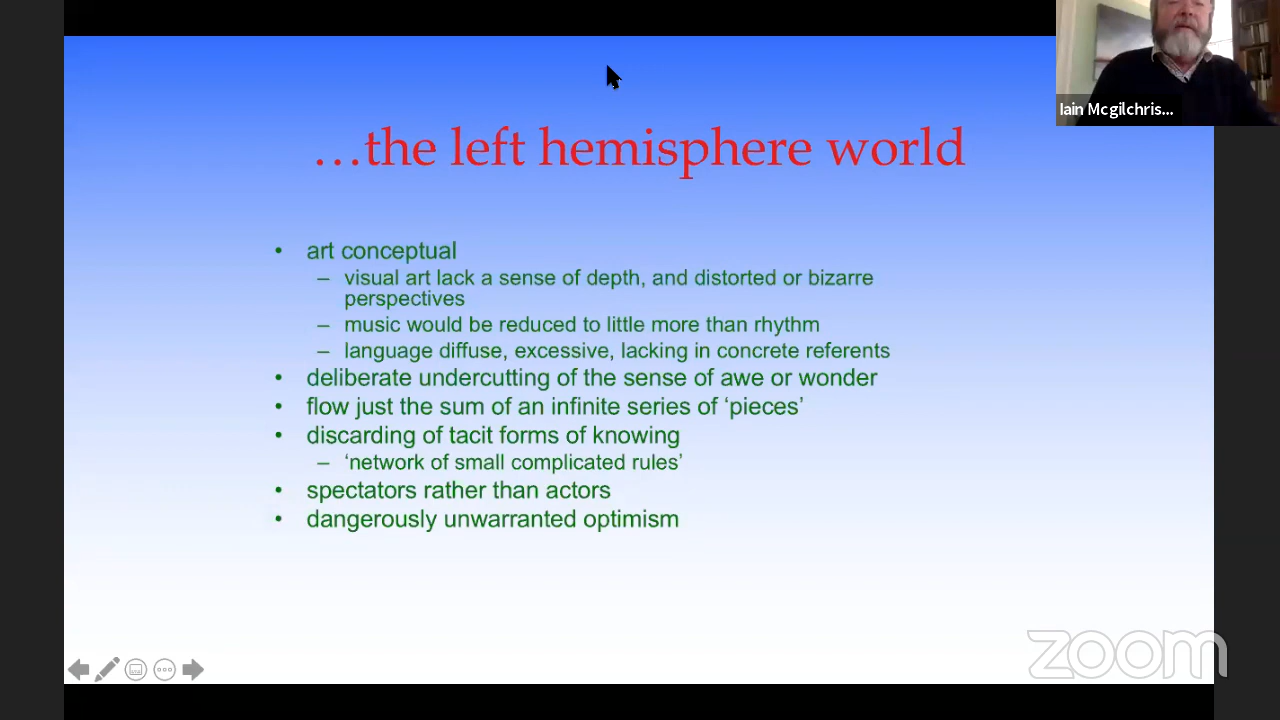 Iain Mcgilchris...
...the left hemisphere world
• art conceptual
– visual art lack a sense of depth, and distorted or bizarre
perspectives
– music would be reduced to little more than rhythm
– language diffuse, excessive, lacking in concrete referents
• deliberate undercutting of the sense of awe or wonder
• flow just the sum of an infinite series of ‘pieces’
• discarding of tacit forms of knowing
– ‘network of small complicated rules’
• spectators rather than actors
• dangerously unwarranted optimism
zoom